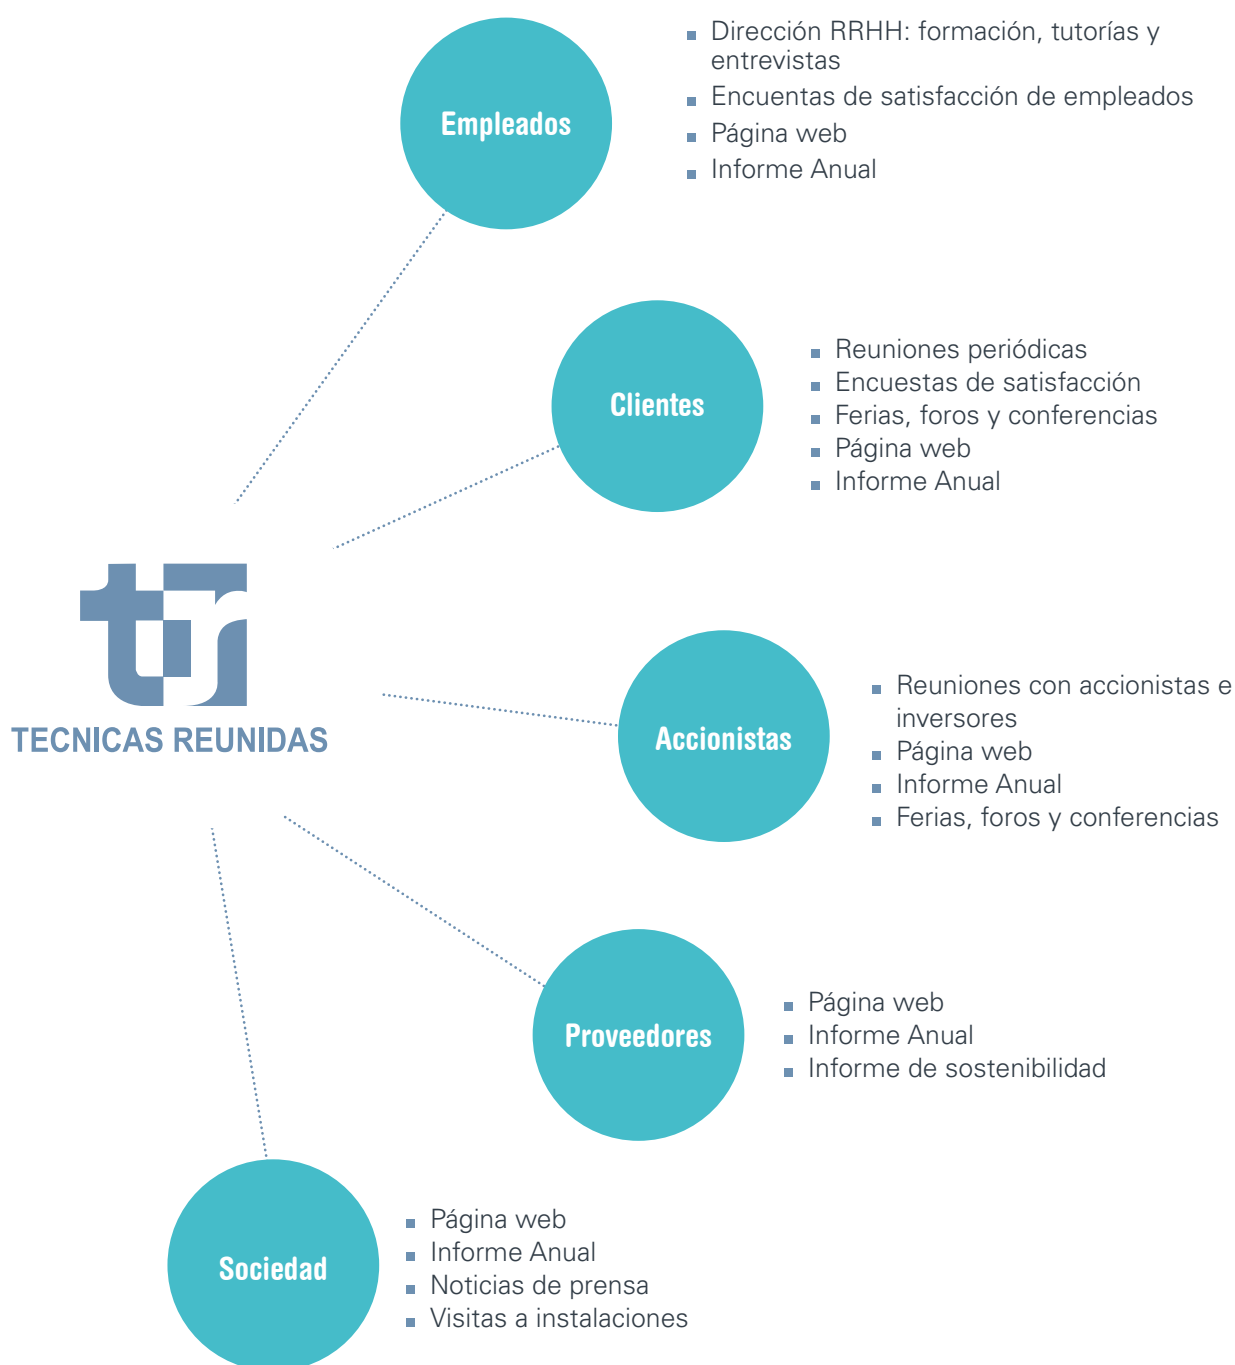 Empleados
Dirección RRHH: formación, tutorías y
entrevistas
Encuentas de satisfacción de empleados
Página web
Informe Anual
Clientes
Reuniones periódicas
Encuestas de satisfacción
Ferias, foros y conferencias
Página web
Informe Anual
tr
TECNICAS REUNIDAS
Accionistas
Reuniones con accionistas e
inversores
Página web
Informe Anual
Ferias, foros y conferencias
Proveedores
Página web
Informe Anual
Informe de sostenibilidad
Sociedad
Página web
Informe Anual
Noticias de prensa
Visitas a instalaciones